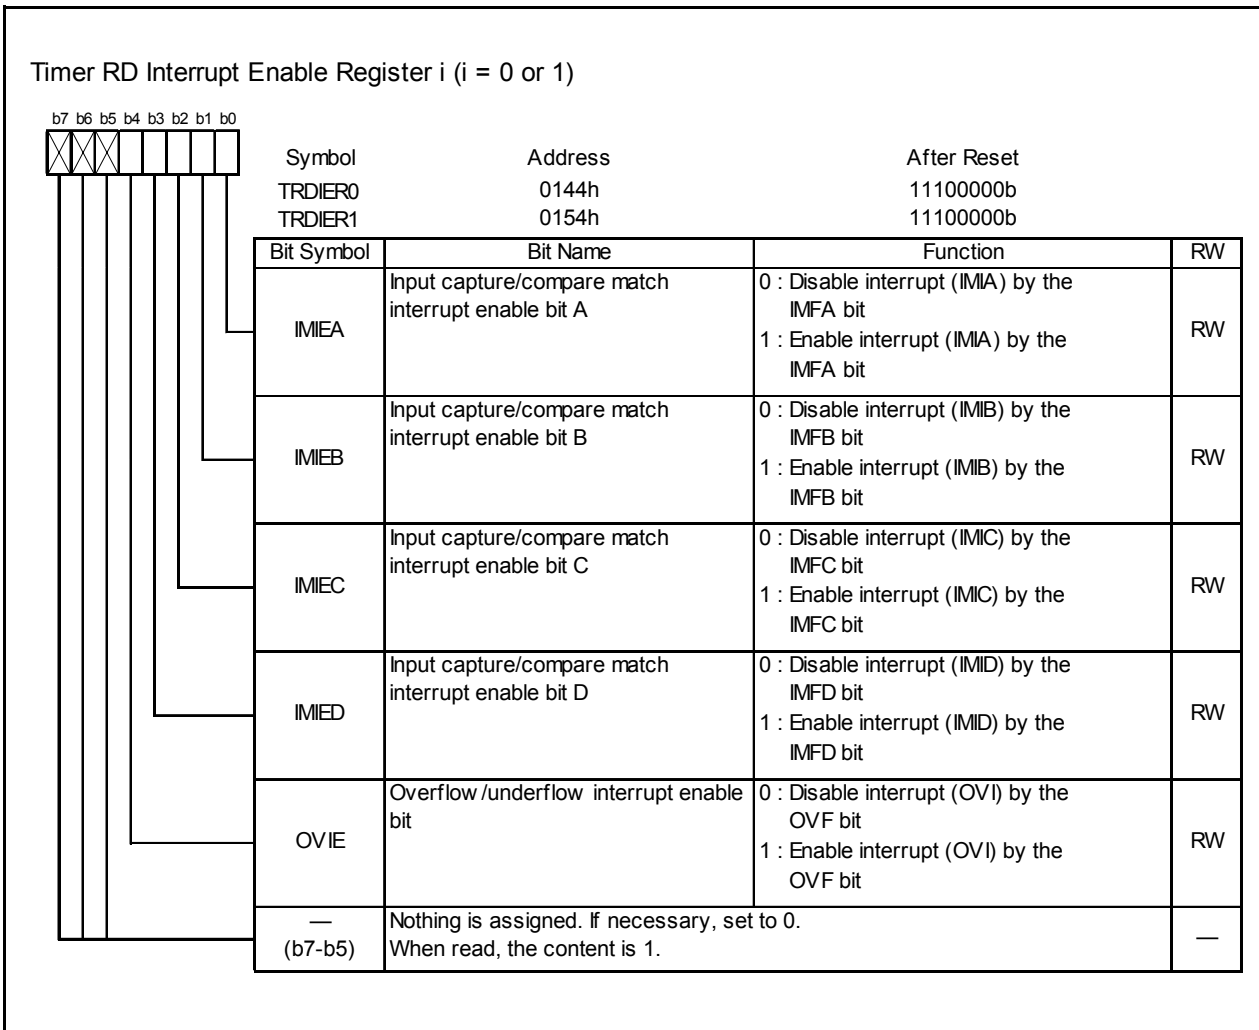 Timer RD Interrupt Enable Register i (i = 0 or 1)
b7 b6 b5 b4 b3 b2 b1 b0
Symbol Address After Reset
TRDIER0 0144h 11100000b
TRDIER1 0154h 11100000b
Bit Symbol Bit Name Function RW
IMIEA
Input capture/compare match
interrupt enable bit A
0 : Disable interrupt (IMIA) by the
IMFA bit
1 : Enable interrupt (IMIA) by the
IMFA bit
RW
IMIEB
Input capture/compare match
interrupt enable bit B
0 : Disable interrupt (IMIB) by the
IMFB bit
1 : Enable interrupt (IMIB) by the
IMFB bit
RW
IMIEC
Input capture/compare match
interrupt enable bit C
0 : Disable interrupt (IMIC) by the
IMFC bit
1 : Enable interrupt (IMIC) by the
IMFC bit
RW
IMIED
Input capture/compare match
interrupt enable bit D
0 : Disable interrupt (IMID) by the
IMFD bit
1 : Enable interrupt (IMID) by the
IMFD bit
RW
OVIE
Overflow/underflow interrupt enable
bit
0 : Disable interrupt (OVI) by the
OVF bit
1 : Enable interrupt (OVI) by the
OVF bit
RW
—
(b7-b5)
Nothing is assigned. If necessary, set to 0.
When read, the content is 1.
—